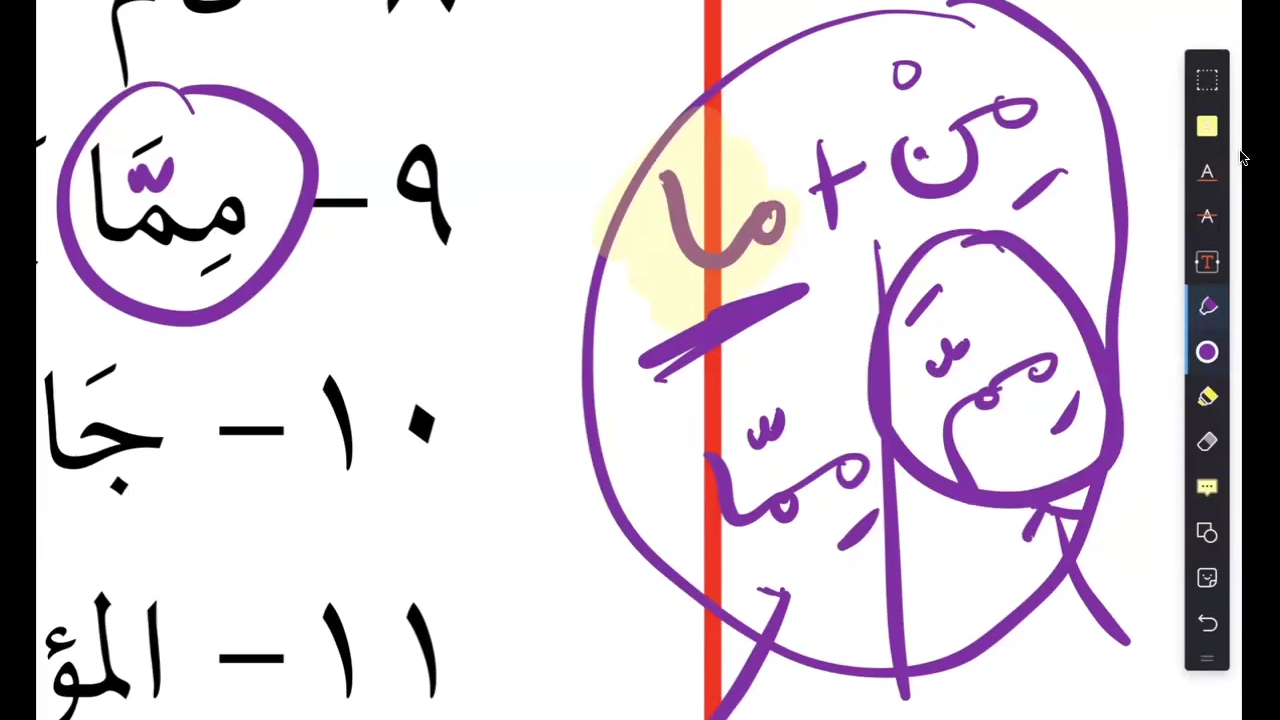 ٩ – مِمَّا
١٠ – جَا
١١ – المؤ
مِنْ + ما
مِمَّ
مِمّا